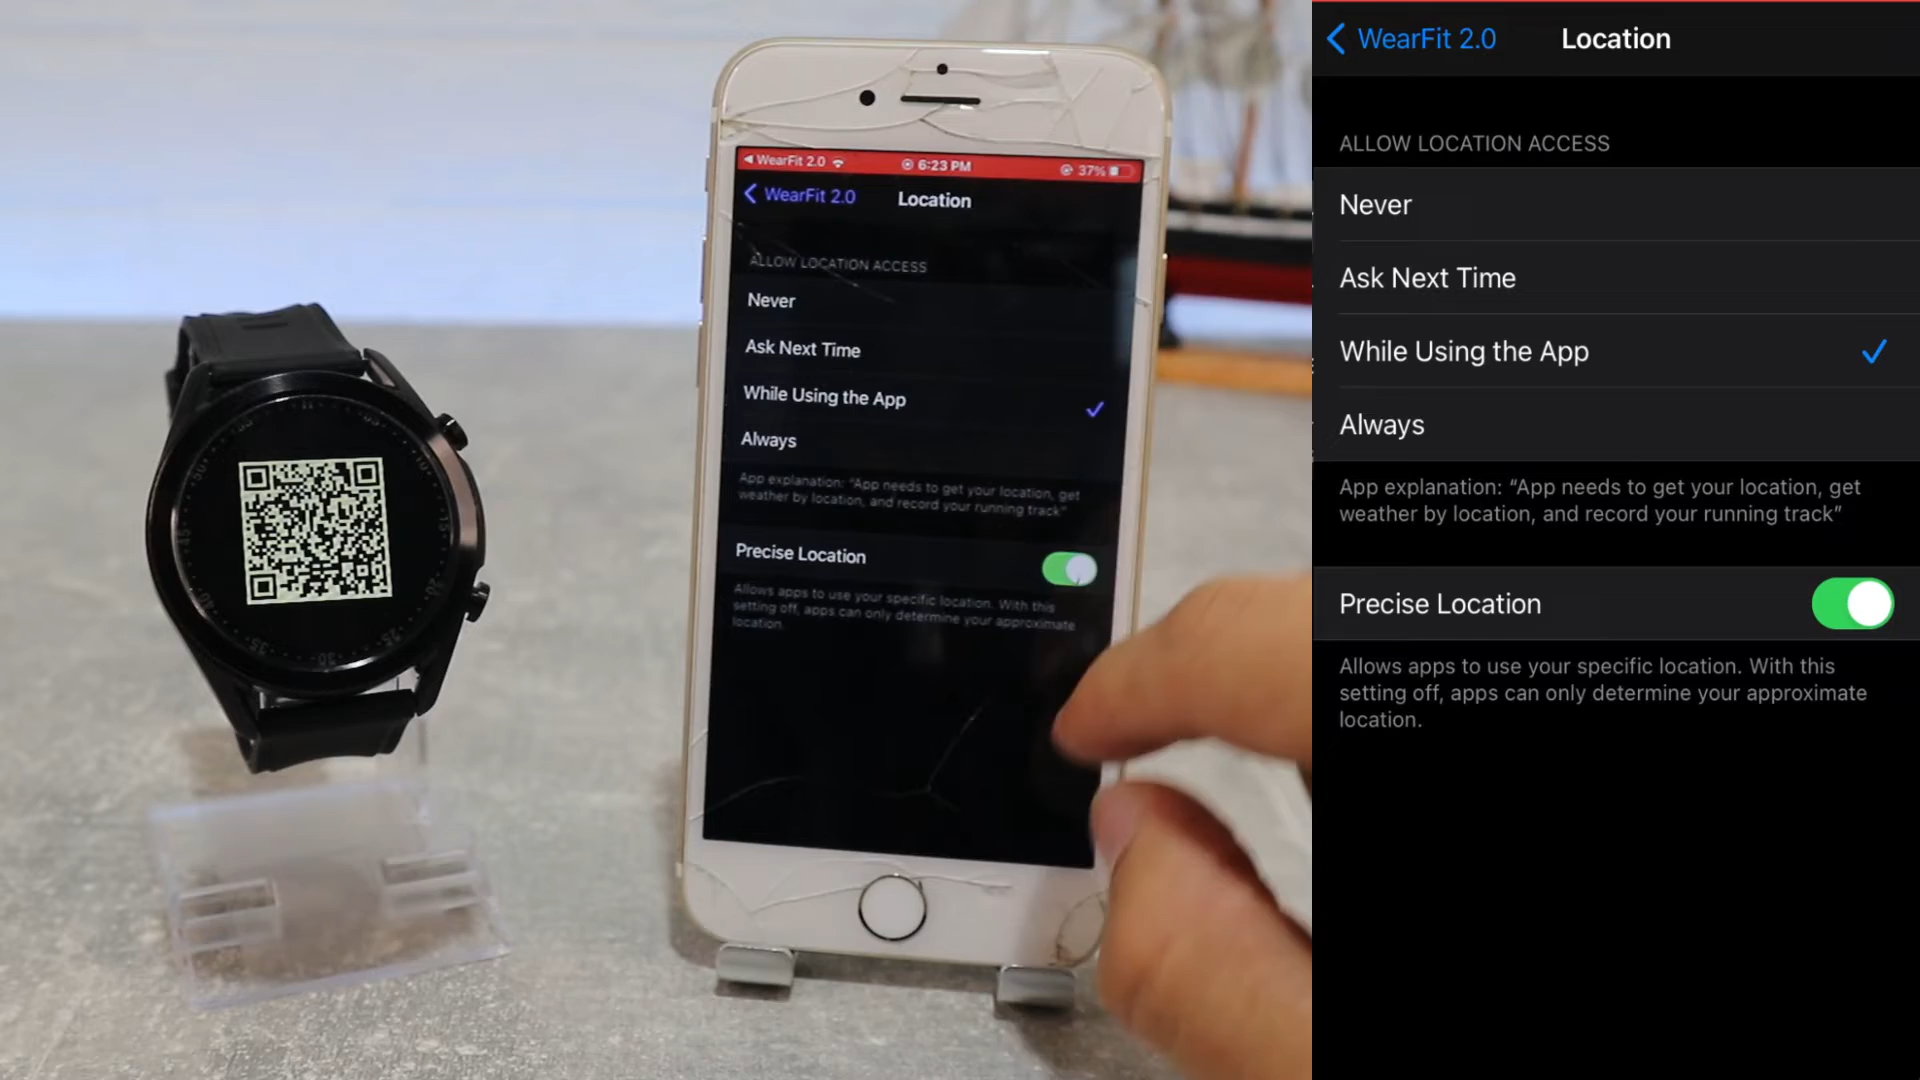 WearFit 2.0
6:23 PM
37%
WearFit 2.0
Location
ALLOW LOCATION ACCESS
Never
Ask Next Time
While Using the App
Always
App explanation: “App needs to get your location, get
weather by location, and record your running track”
Precise Location
Allows apps to use your specific location. With this
setting off, apps can only determine your approximate
location.
WearFit 2.0
Location
ALLOW LOCATION ACCESS
Never
Ask Next Time
While Using the App
Always
App explanation: “App needs to get your location, get
weather by location, and record your running track”
Precise Location
Allows apps to use your specific location. With this
setting off, apps can only determine your approximate
location.